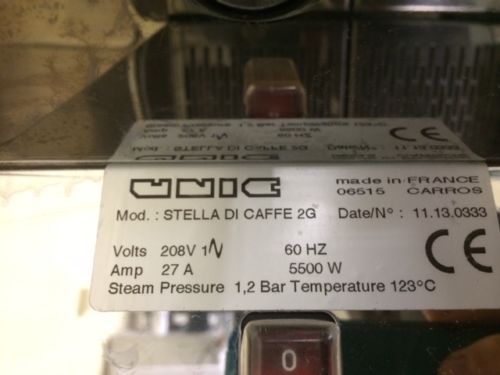 UNIC
made in FRANCE
06515 CARROS
Mod. : STELLA DI CAFFE 2G Date/N° : 11.13.0333
Volts 208V 1N 60 HZ
Amp 27 A 5500 W
CE
Steam Pressure 1,2 Bar Temperature 123°C
0